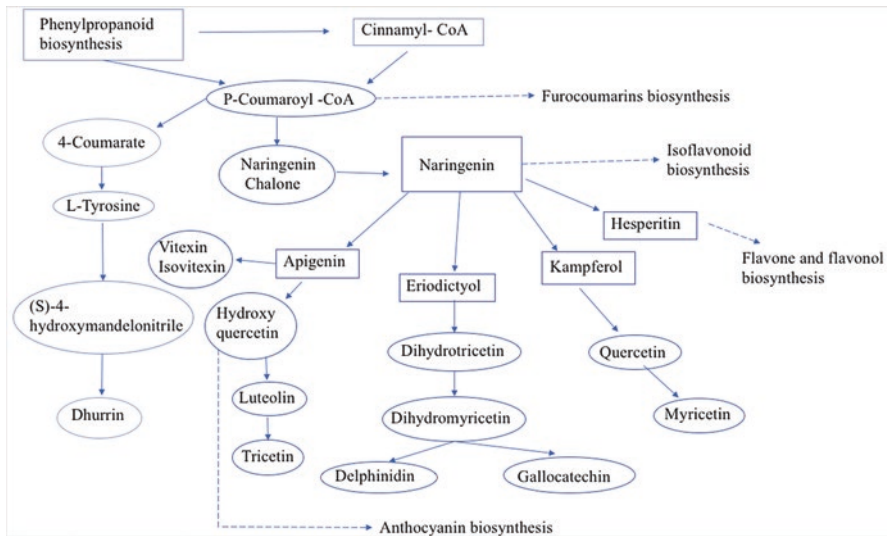 Phenylpropanoid
biosynthesis
Cinnamyl- CoA
P-Coumaroyl -CoA
Furocoumarins biosynthesis
4-Coumarate
Naringenin
Chalone
Naringenin
Isoflavonoid
biosynthesis
L-Tyrosine
Hesperitin
Vitexin
Isovitexin
Apigenin
Eriodictyol
Kampferol
Flavone and flavonol
biosynthesis
(S)-4-
hydroxymandelonitrile
Hydroxy
quercetin
Dihydrotricetin
Quercetin
Dhurrin
Luteolin
Dihydromyricetin
Myricetin
Tricetin
Delphinidin
Gallocatechin
Anthocyanin biosynthesis